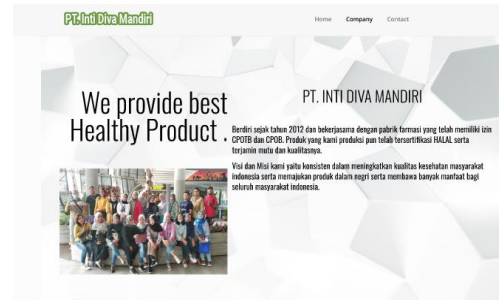 PT. Inti Diva Mandiri
Home Company Contact
We provide best
Healthy Product .
PT. INTI DIVA MANDIRI
Berdiri sejak tahun 2012 dan bekerjasama dengan pabrik farmasi yang telah memiliki izin
CPOTB dan CPOB. Produk yang kami produksi pun telah tersertifikasi HALAL serta
terjamin mutu dan kualitasnya.
Visi dan Misi kami yaitu konsisten dalam meningkatkan kualitas kesehatan masyarakat
indonesia serta memajukan produk dalam negri serta membawa banyak manfaat bagi
seluruh masyarakat indonesia.